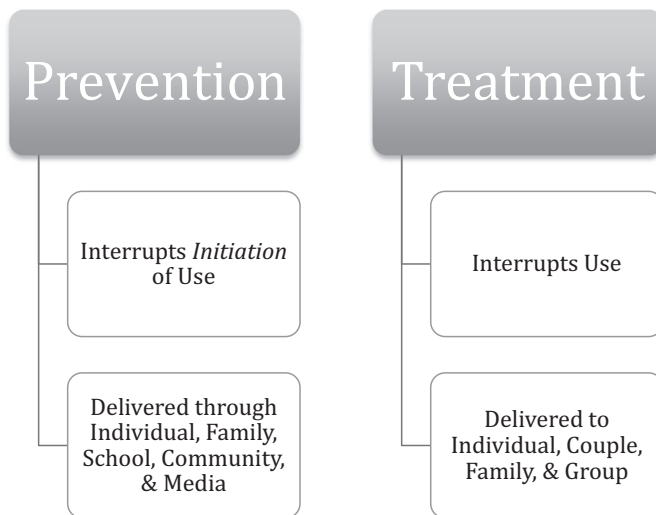 Prevention
Interrupts Initiation
of Use
Delivered through
Individual, Family,
School, Community,
& Media
Treatment
Interrupts Use
Delivered to
Individual, Couple,
Family, & Group